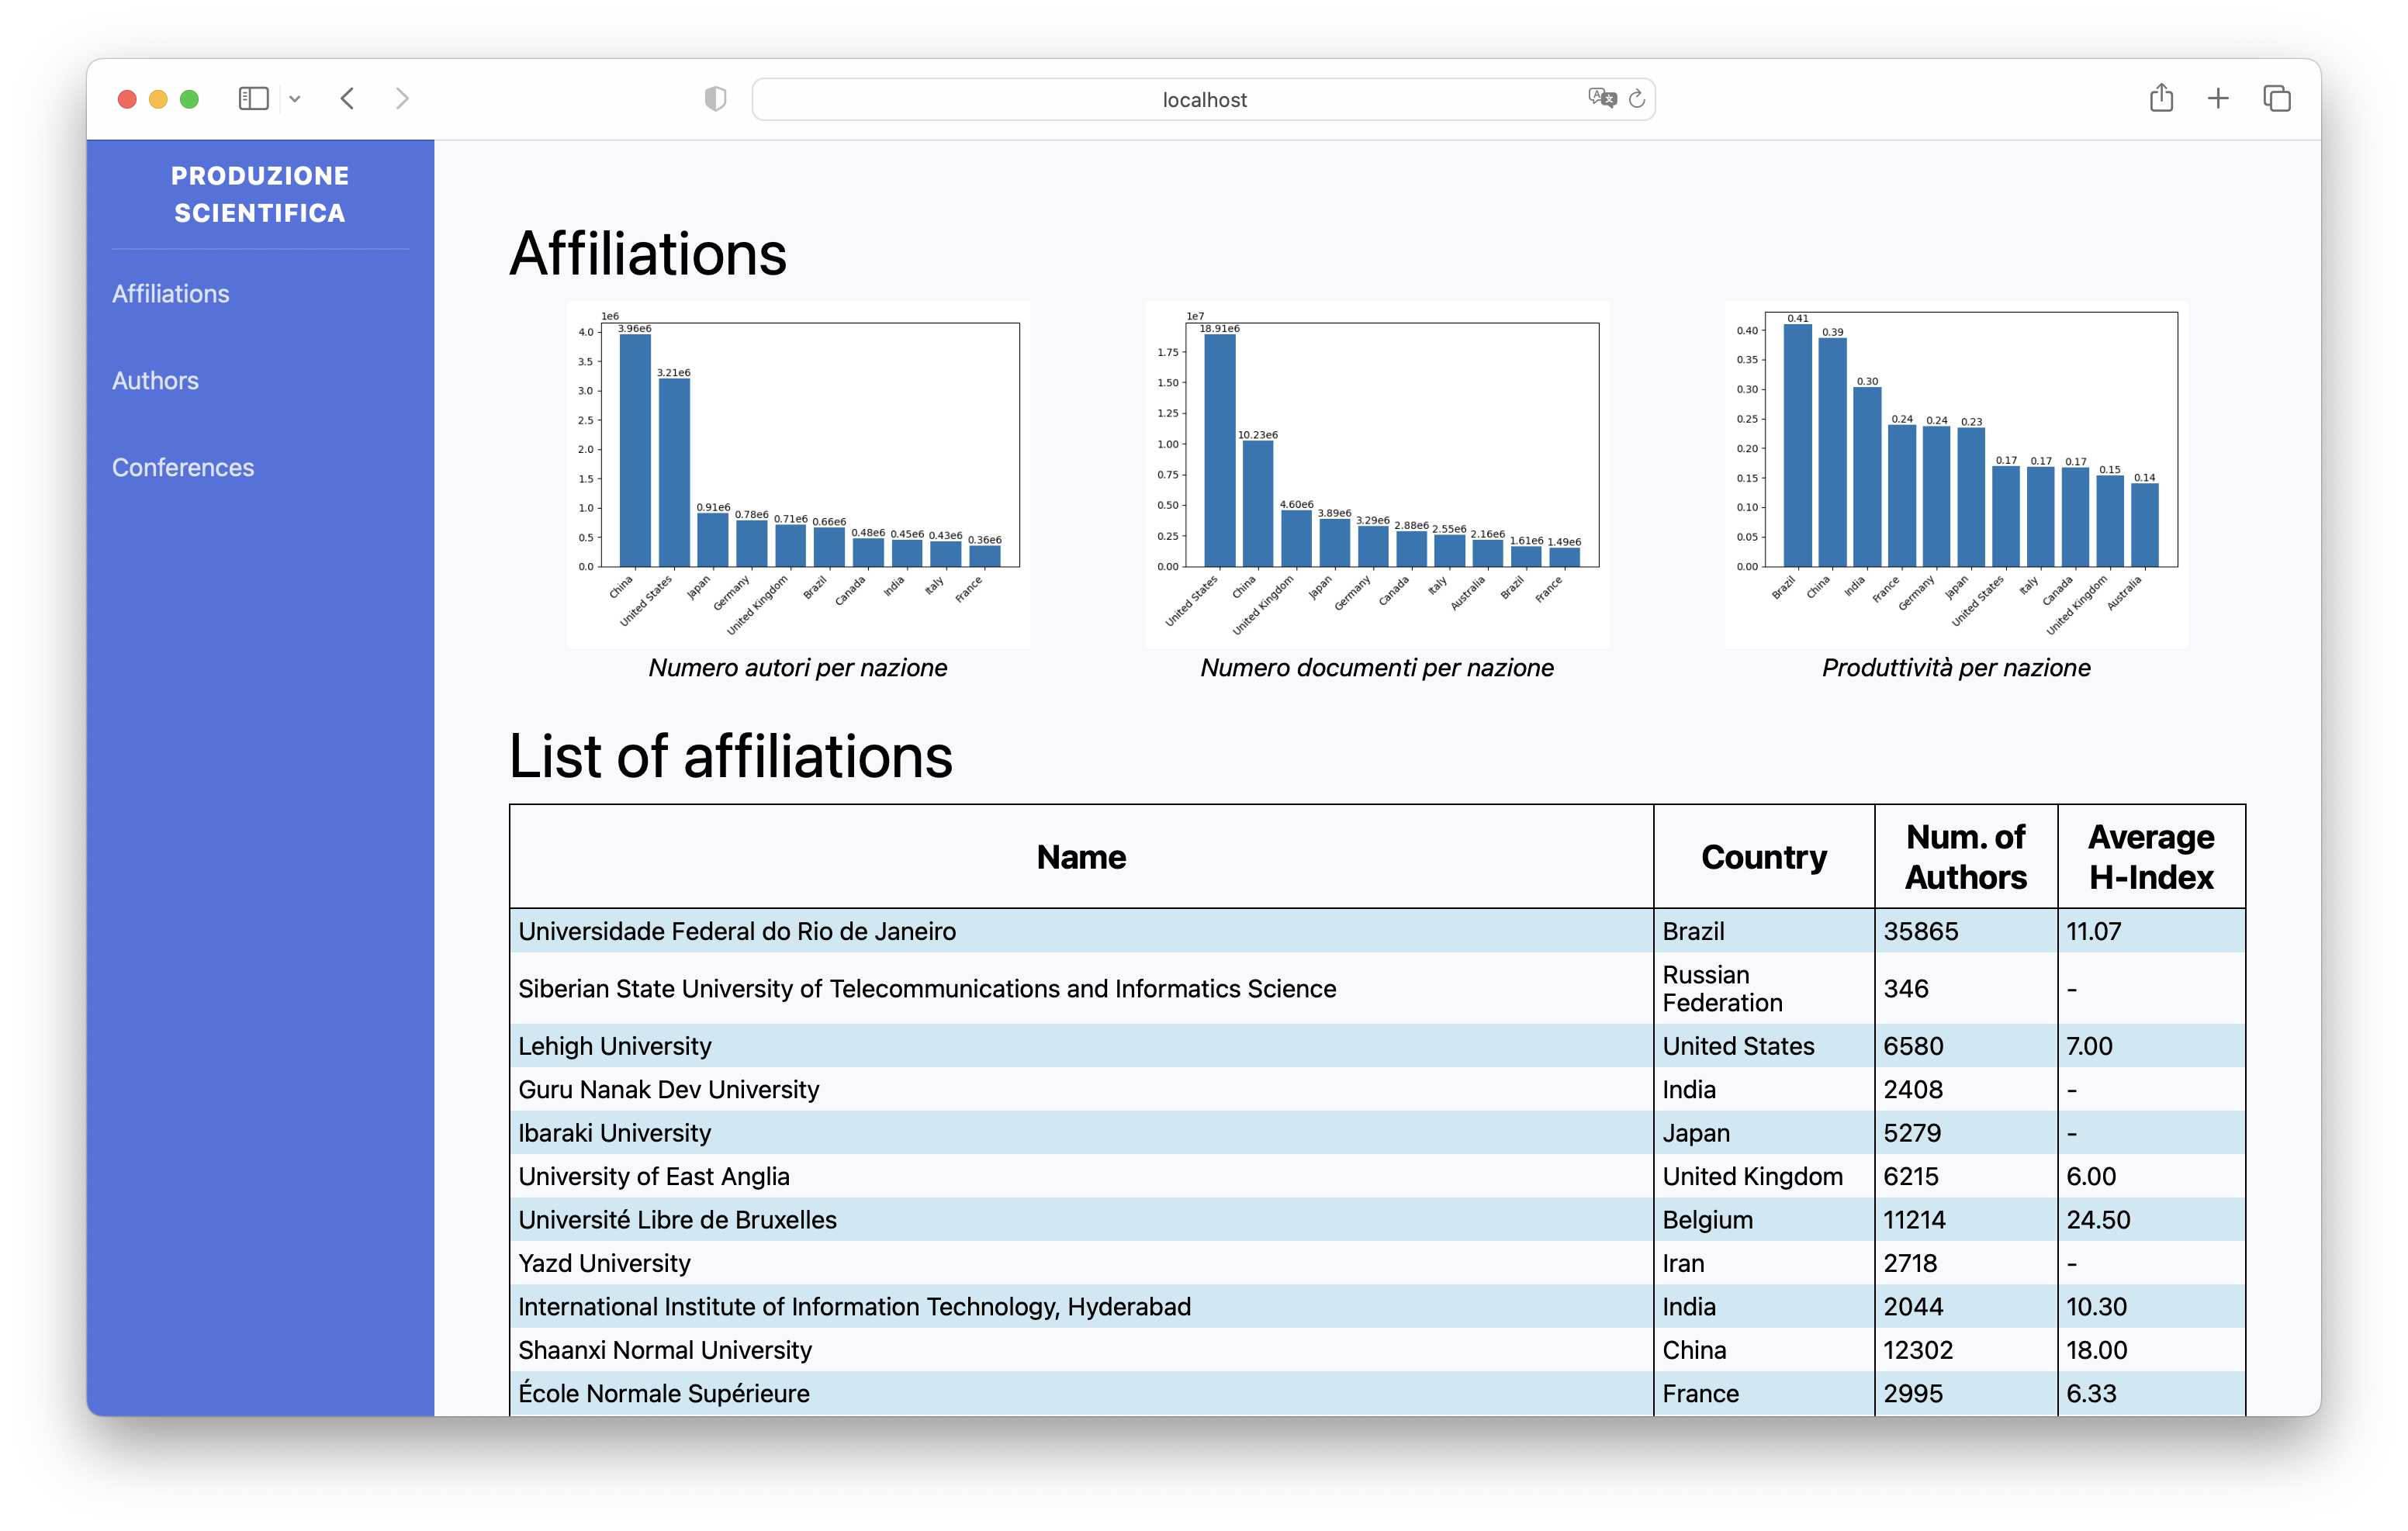 localhost
PRODUZIONE
SCIENTIFICA
Affiliations
Authors
Conferences
Affiliations
1e6
4.0
3.5
3.0
2.5
2.0
1.5
1.0
0.5
0.0
3.96e6
3.21e6
0.91e6
0.78e6
0.71e6
0.66e6
0.48e6
0.45e6
0.43e6
0.36e6
China
United States
Japan
Germany
United Kingdom
Brazil
Canada
India
Italy
France
Numero autori per nazione
1e7
1.75
1.50
1.25
1.00
0.75
0.50
0.25
0.00
18.91e6
10.23e6
4.60e6
3.89e6
3.29e6
2.88e6
2.55e6
2.16e6
1.61e6
1.49e6
United States
China
United Kingdom
Japan
Germany
Canada
Italy
Australia
Brazil
France
Numero documenti per nazione
0.40
0.35
0.30
0.25
0.20
0.15
0.10
0.05
0.00
0.41
0.39
0.30
0.24
0.24
0.23
0.17
0.17
0.17
0.15
0.14
Brazil
China
India
France
Germany
Japan
United States
Italy
Canada
United Kingdom
Australia
Produttività per nazione
List of affiliations
Name Country Num. of Authors Average H-Index
Universidade Federal do Rio de Janeiro Brazil 35865 11.07
Siberian State University of Telecommunications and Informatics Science Russian Federation 346 -
Lehigh University United States 6580 7.00
Guru Nanak Dev University India 2408 -
Ibaraki University Japan 5279 -
University of East Anglia United Kingdom 6215 6.00
Université Libre de Bruxelles Belgium 11214 24.50
Yazd University Iran 2718 -
International Institute of Information Technology, Hyderabad India 2044 10.30
Shaanxi Normal University China 12302 18.00
École Normale Supérieure France 2995 6.33